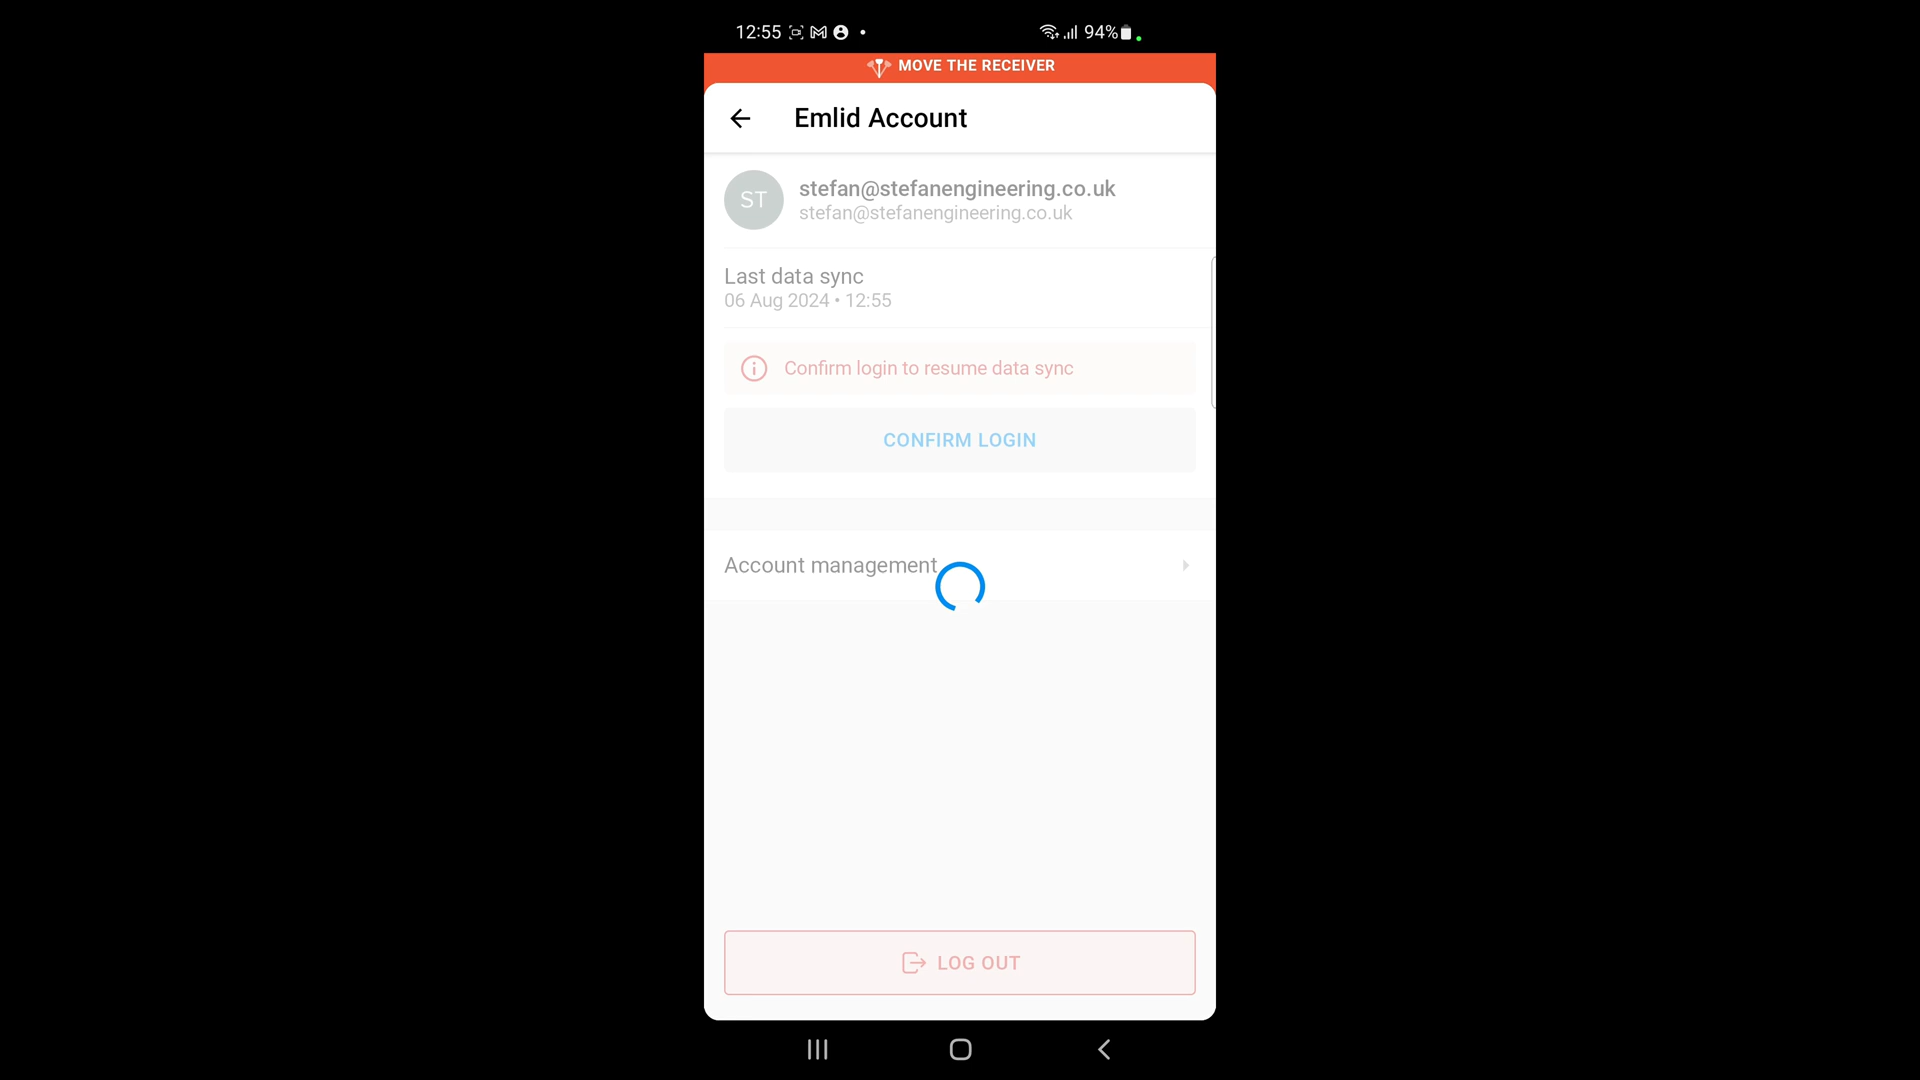 12:55 94%
MOVE THE RECEIVER
Emlid Account
ST
stefan@stefanengineering.co.uk
stefan@stefanengineering.co.uk
Last data sync
06 Aug 2024 • 12:55
Confirm login to resume data sync
CONFIRM LOGIN
Account management
LOG OUT